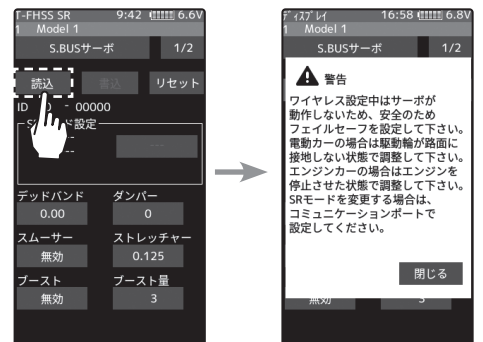 T-FHSS SR 9:42 6.6V
1 Model 1
S.BUSサーボ 1/2
読込 書込 リセット
ID - 00000
デッドバンド ダンパー
0.00 0
スムーサー ストレッチャー
無効 0.125
ブースト ブースト量
無効 3
ディスプレイ 16:58 6.8V
1 Model 1
S.BUSサーボ 1/2
警告
ワイヤレス設定中はサーボが
動作しないため、安全のため
フェイルセーフを設定して下さい。
電動カーの場合は駆動輪が路面に
接地しない状態で調整して下さい。
エンジンカーの場合はエンジンを
停止させた状態で調整して下さい。
SRモードを変更する場合は、
コミュニケーションポートで
設定してください。
閉じる
無効 3